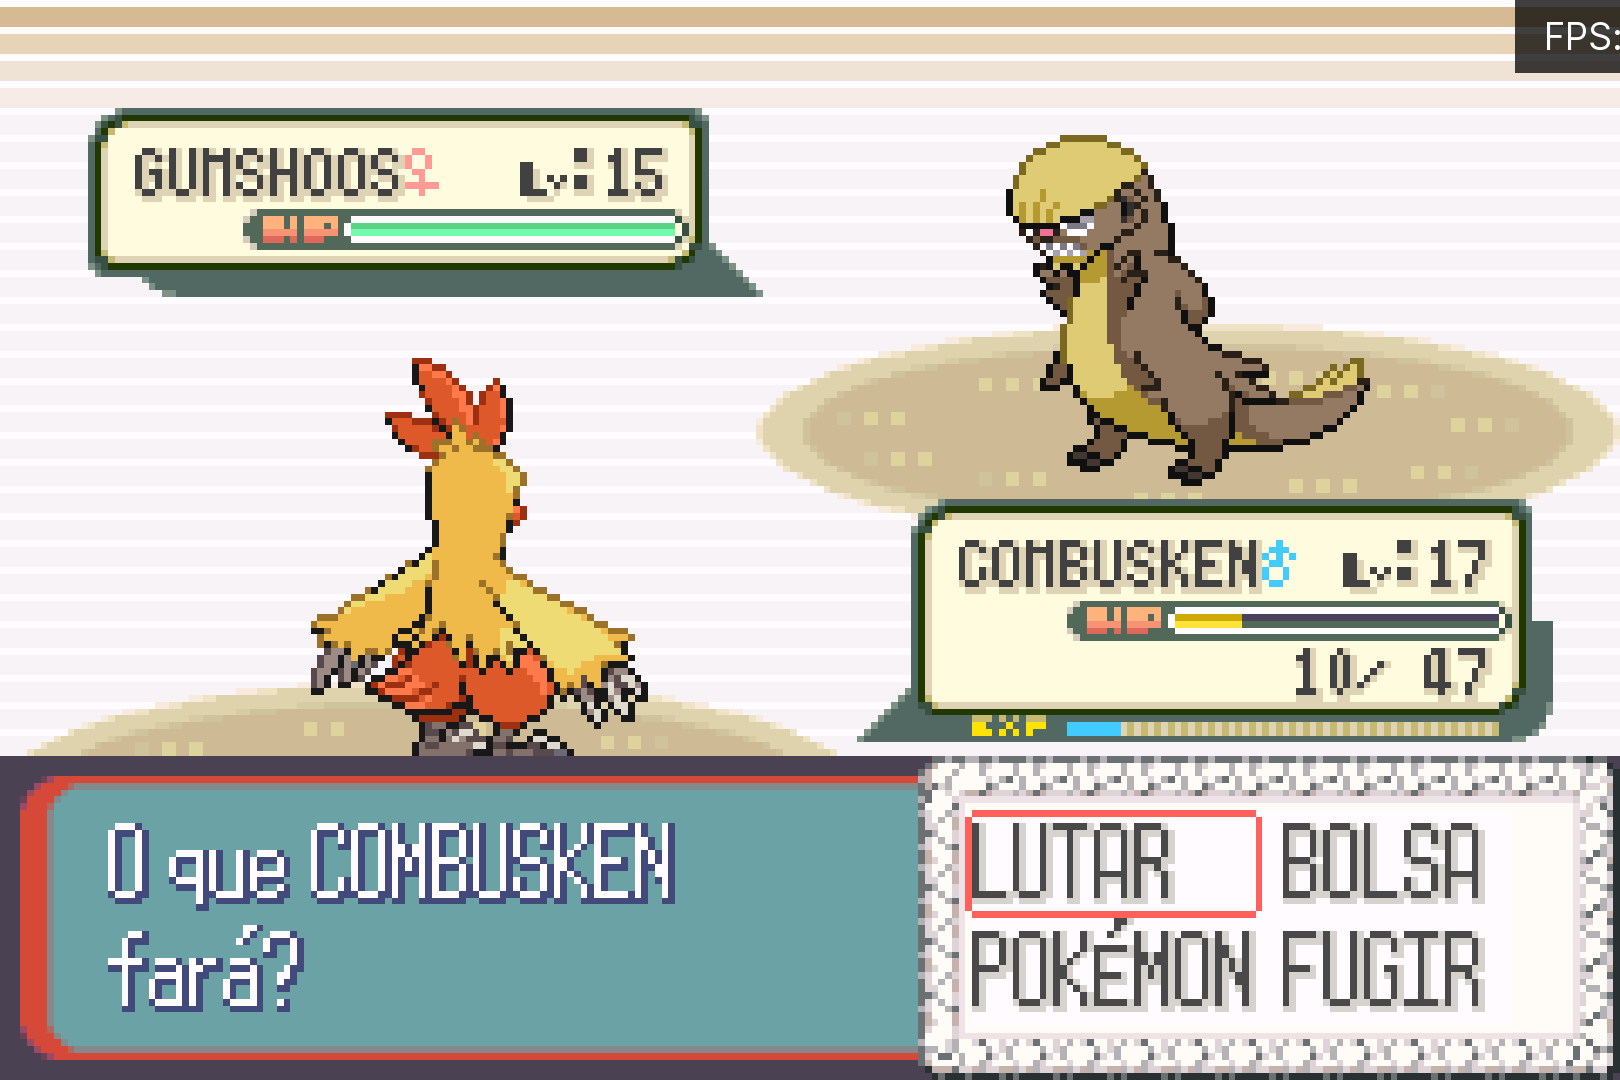 FPS:
GUMSHOOS♀ Lv:15
HP
COMBUSKEN♂ Lv:17
HP
10/ 47
EXP
O que COMBUSKEN
fará?
LUTAR BOLSA
POKÉMON FUGIR